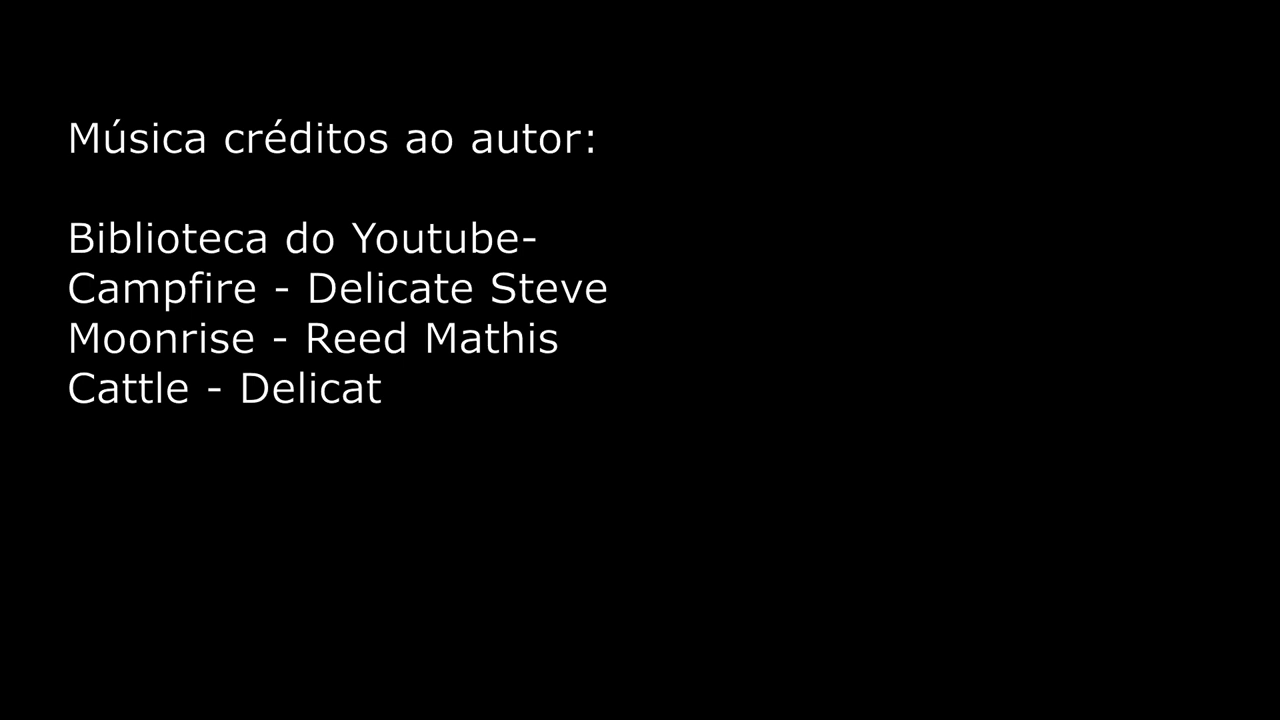 Música créditos ao autor:
Biblioteca do Youtube-
Campfire - Delicate Steve
Moonrise - Reed Mathis
Cattle - Delicat